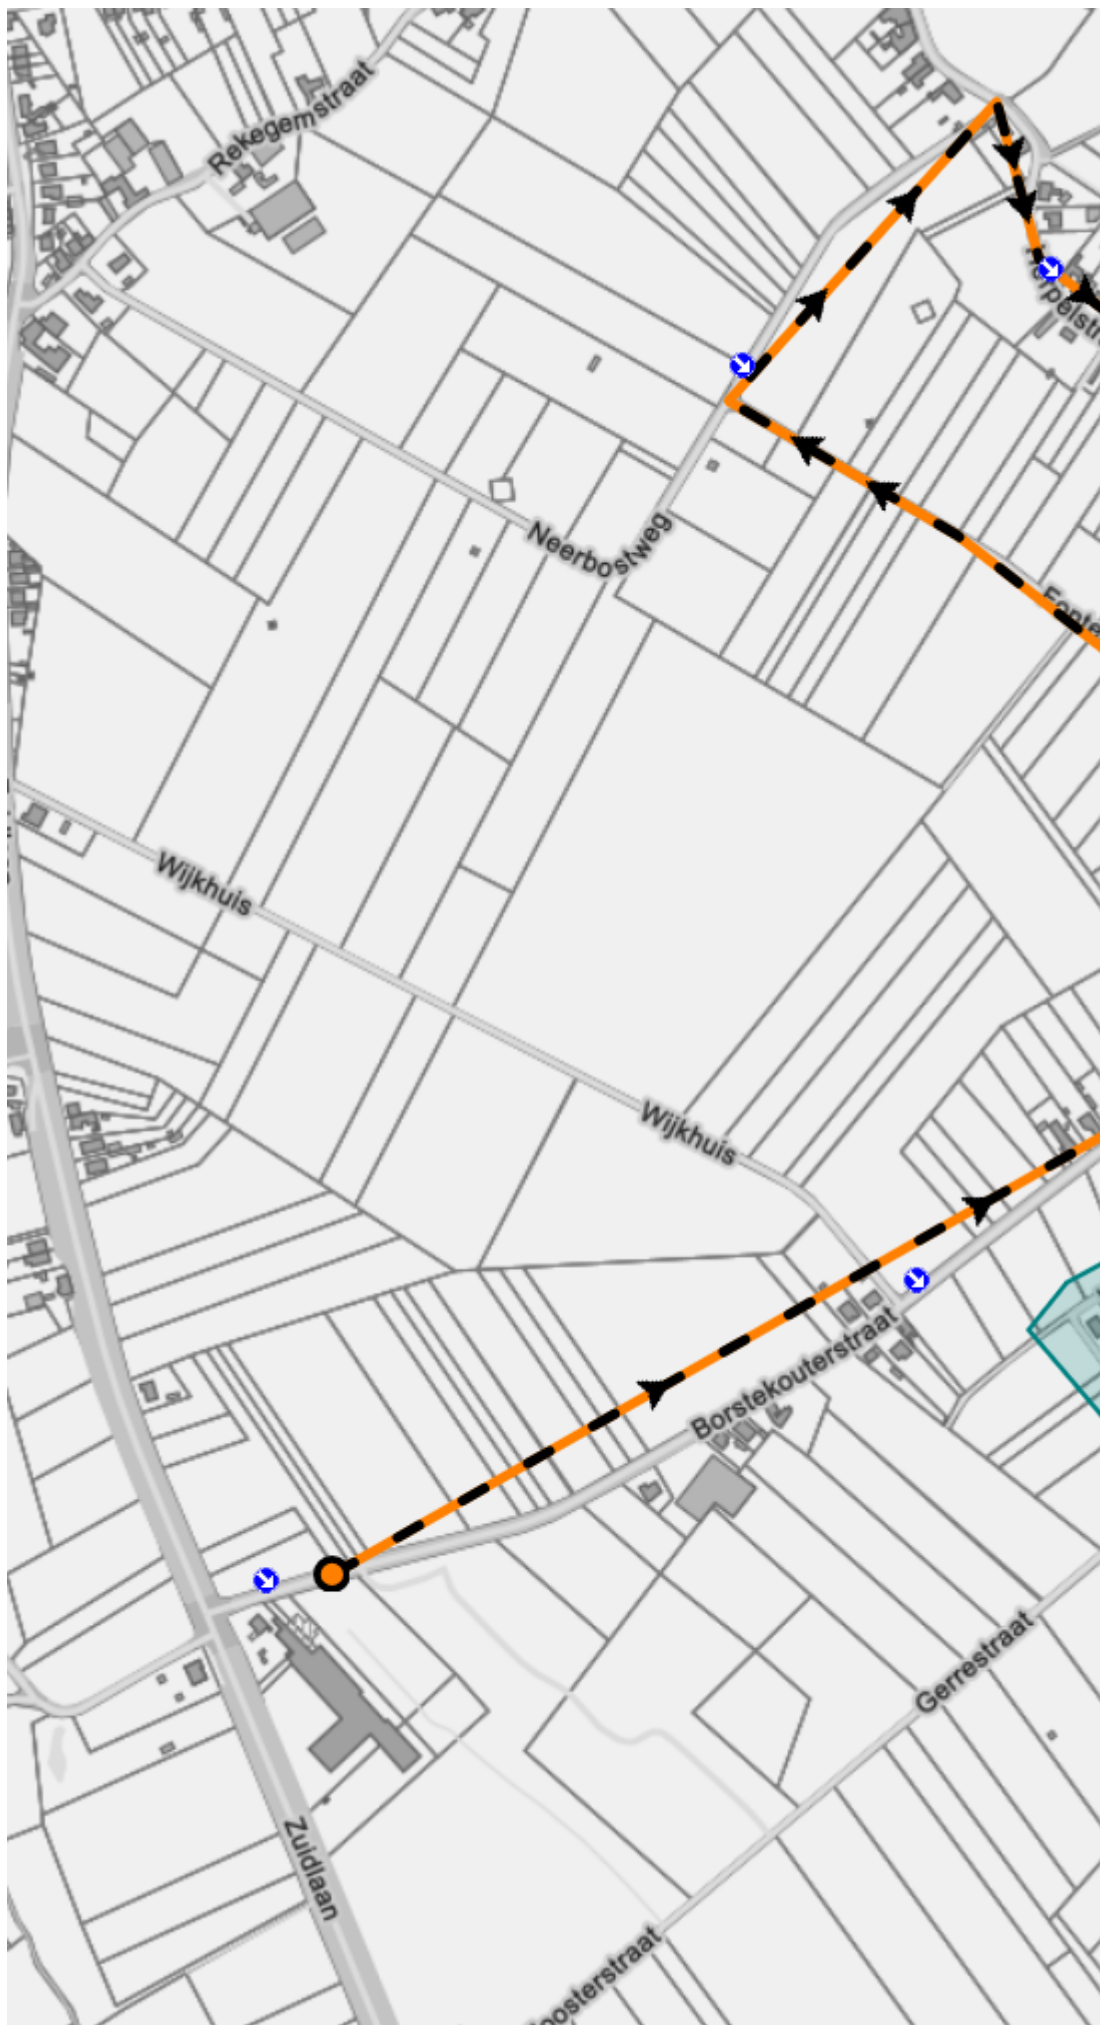 Rekegemstraat
Neerbostweg
Wijkhuis
Wijkhuis
Borstekouterstraat
Gerrestraat
Zuidlaan